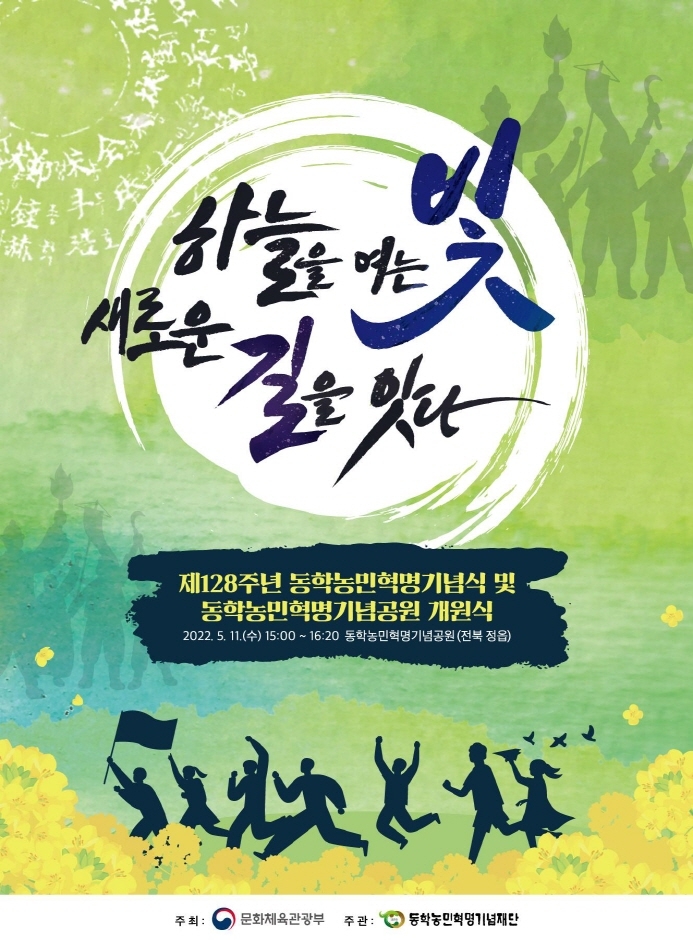 하늘을 여는 빛
새로운 길을 잇다
제128주년 동학농민혁명기념식 및
동학농민혁명기념공원 개원식
2022. 5. 11.(수) 15:00 ~ 16:20 동학농민혁명기념공원(전북 정읍)
주최 : 문화체육관광부 주관 : 동학농민혁명기념재단